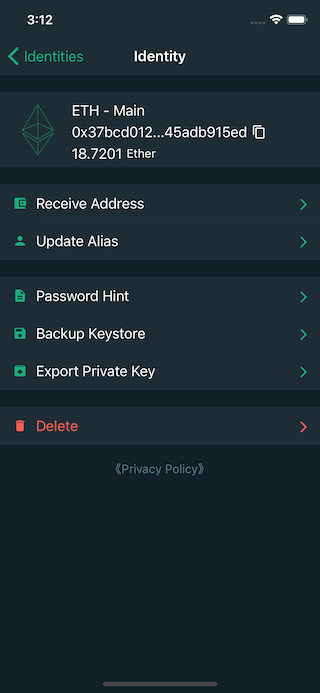 3:12
Identities
Identity
ETH - Main
0x37bcd012...45adb915ed
18.7201 Ether
Receive Address
Update Alias
Password Hint
Backup Keystore
Export Private Key
Delete
《Privacy Policy》